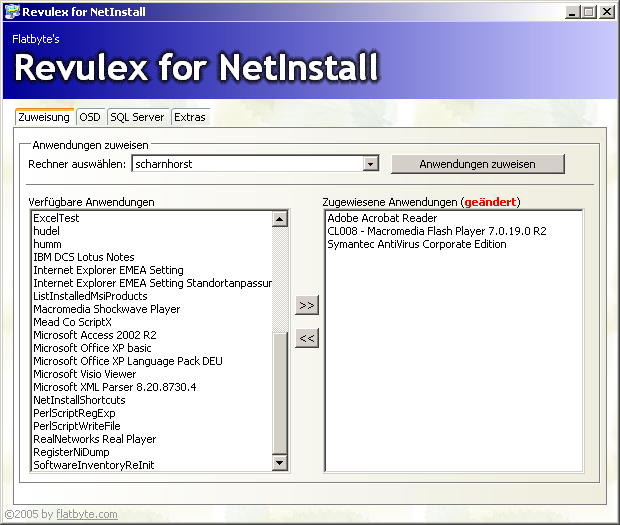 Revulex for NetInstall
Flatbyte's
Revulex for NetInstall
Zuweisung OSD SQL Server Extras
Anwendungen zuweisen
Rechner auswählen: scharnhorst Anwendungen zuweisen
Verfügbare Anwendungen
ExcelTest
hudel
humm
IBM DCS Lotus Notes
Internet Explorer EMEA Setting
Internet Explorer EMEA Setting Standortanpassur
ListInstalledMsiProducts
Macromedia Shockwave Player
Mead Co ScriptX
Microsoft Access 2002 R2
Microsoft Office XP basic
Microsoft Office XP Language Pack DEU
Microsoft Visio Viewer
Microsoft XML Parser 8.20.8730.4
NetInstallShortcuts
PerlScriptRegExp
PerlScriptWriteFile
RealNetworks Real Player
RegisterNiDump
SoftwareInventoryReInit
>>
<<
Zugewiesene Anwendungen (geändert)
Adobe Acrobat Reader
CL008 - Macromedia Flash Player 7.0.19.0 R2
Symantec AntiVirus Corporate Edition
©2005 by flatbyte.com